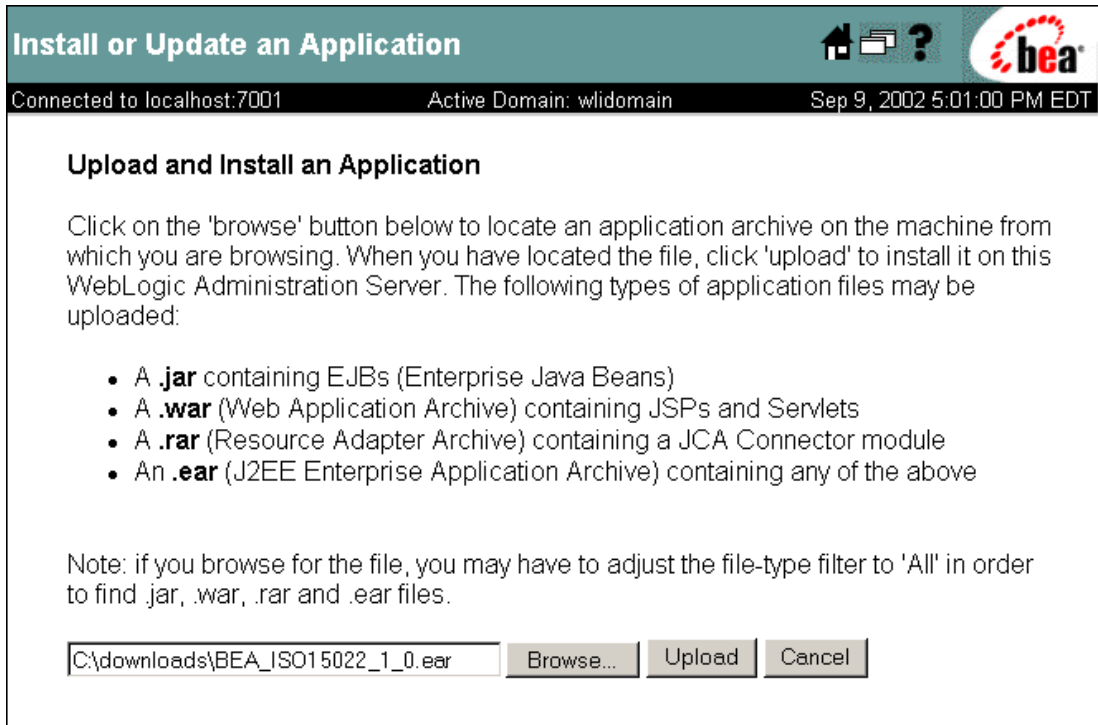 Install or Update an Application
?
bea
Connected to localhost:7001 Active Domain: wlidomain Sep 9, 2002 5:01:00 PM EDT
Upload and Install an Application
Click on the 'browse' button below to locate an application archive on the machine from
which you are browsing. When you have located the file, click 'upload' to install it on this
WebLogic Administration Server. The following types of application files may be
uploaded:
• A .jar containing EJBs (Enterprise Java Beans)
• A .war (Web Application Archive) containing JSPs and Servlets
• A .rar (Resource Adapter Archive) containing a JCA Connector module
• An .ear (J2EE Enterprise Application Archive) containing any of the above
Note: if you browse for the file, you may have to adjust the file-type filter to 'All' in order
to find .jar, .war, .rar and .ear files.
C:\downloads\BEA_ISO15022_1_0.ear Browse... Upload Cancel